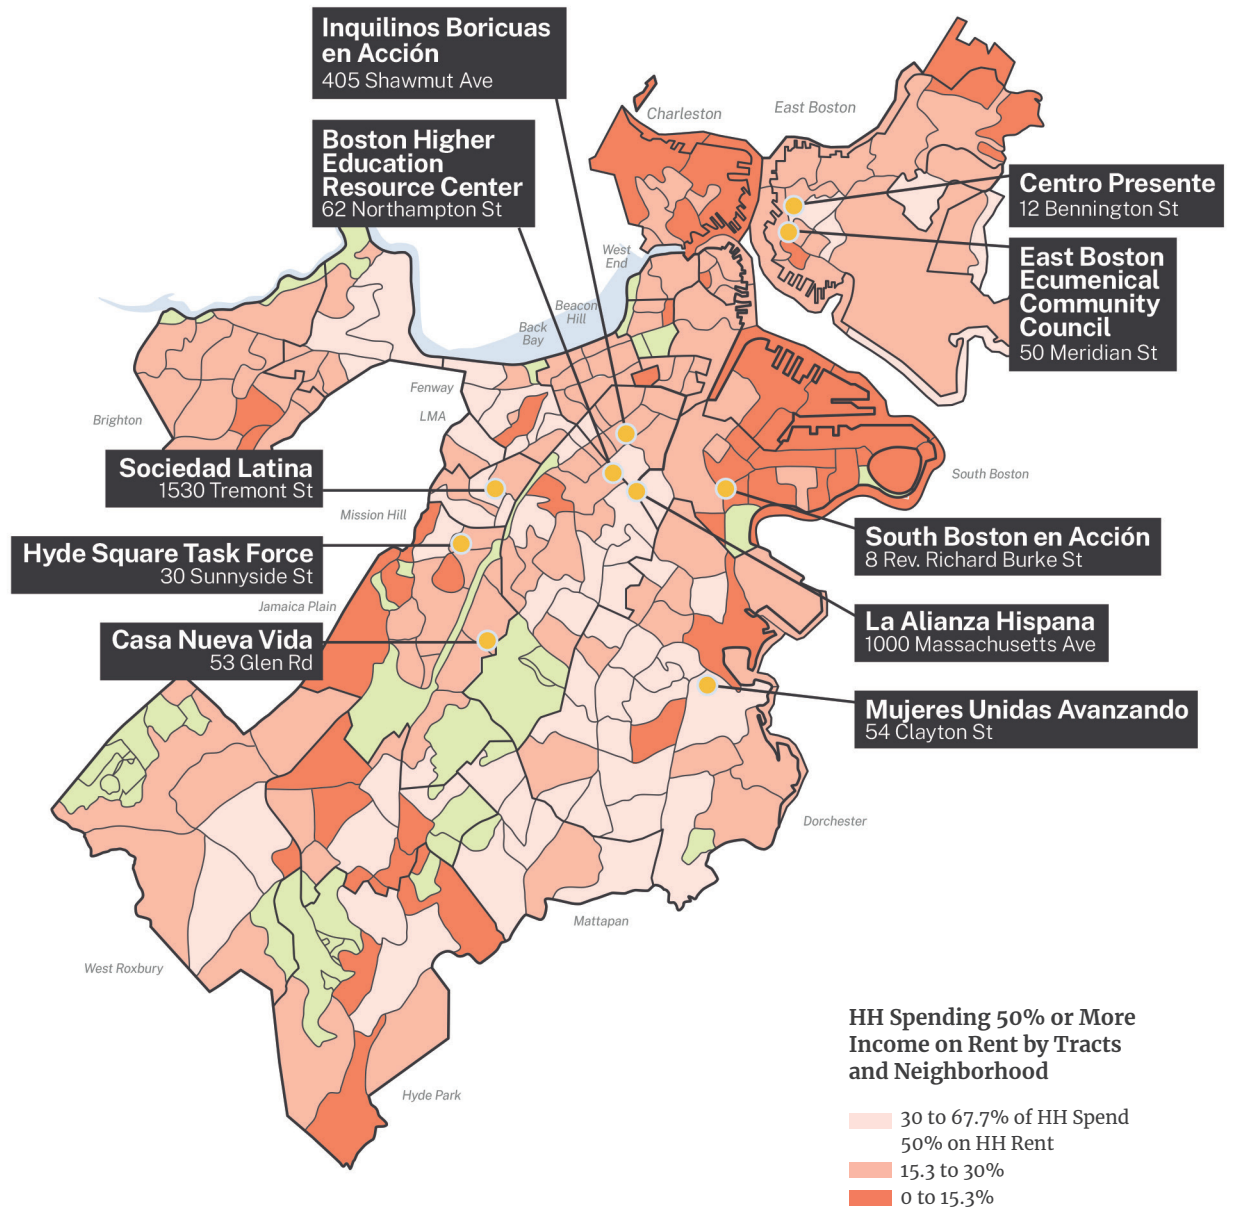 Inquilinos Boricuas
en Acción
405 Shawmut Ave
Boston Higher
Education
Resource Center
62 Northampton St
Charleston
East Boston
Centro Presente
12 Bennington St
East Boston
Ecumenical
Community
Council
50 Meridian St
West
End
Beacon
Hill
Back
Bay
Fenway
LMA
Brighton
Sociedad Latina
1530 Tremont St
South Boston
Mission Hill
Hyde Square Task Force
30 Sunnyside St
South Boston en Acción
8 Rev. Richard Burke St
Jamaica Plain
Casa Nueva Vida
53 Glen Rd
La Alianza Hispana
1000 Massachusetts Ave
Mujeres Unidas Avanzando
54 Clayton St
Dorchester
Mattapan
West Roxbury
Hyde Park
HH Spending 50% or More
Income on Rent by Tracts
and Neighborhood
30 to 67.7% of HH Spend
50% on HH Rent
15.3 to 30%
0 to 15.3%